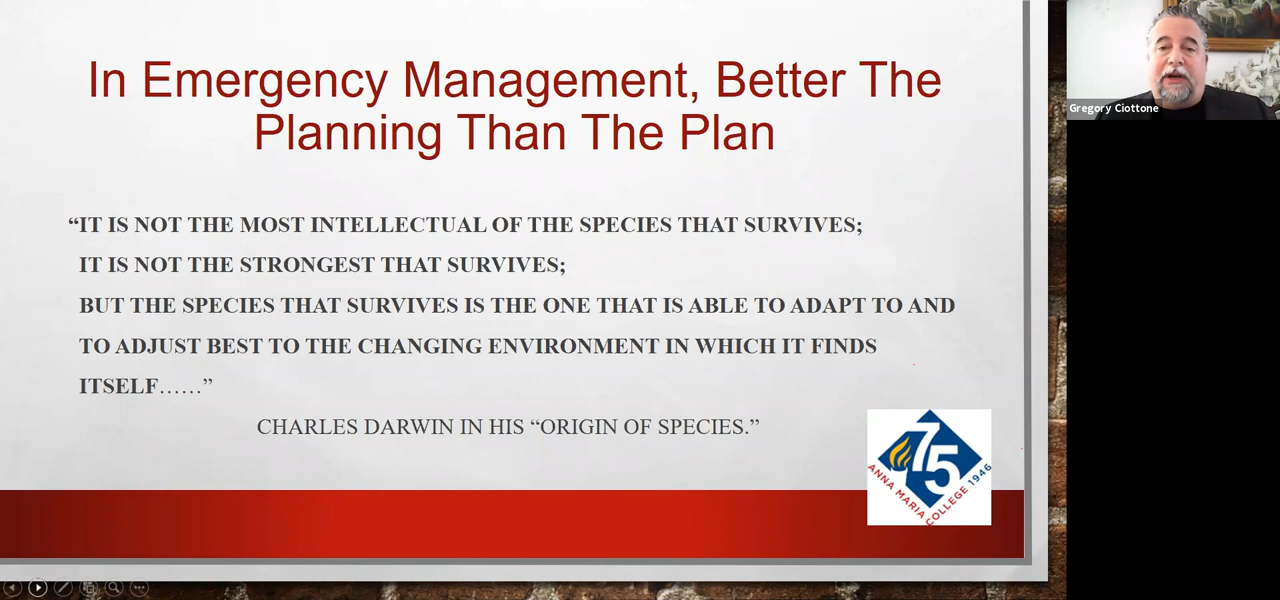 In Emergency Management, Better The
Planning Than The Plan
“IT IS NOT THE MOST INTELLECTUAL OF THE SPECIES THAT SURVIVES;
IT IS NOT THE STRONGEST THAT SURVIVES;
BUT THE SPECIES THAT SURVIVES IS THE ONE THAT IS ABLE TO ADAPT TO AND
TO ADJUST BEST TO THE CHANGING ENVIRONMENT IN WHICH IT FINDS
ITSELF……”
CHARLES DARWIN IN HIS “ORIGIN OF SPECIES.”
75
ANNA MARIA COLLEGE 1946
Gregory Ciottone